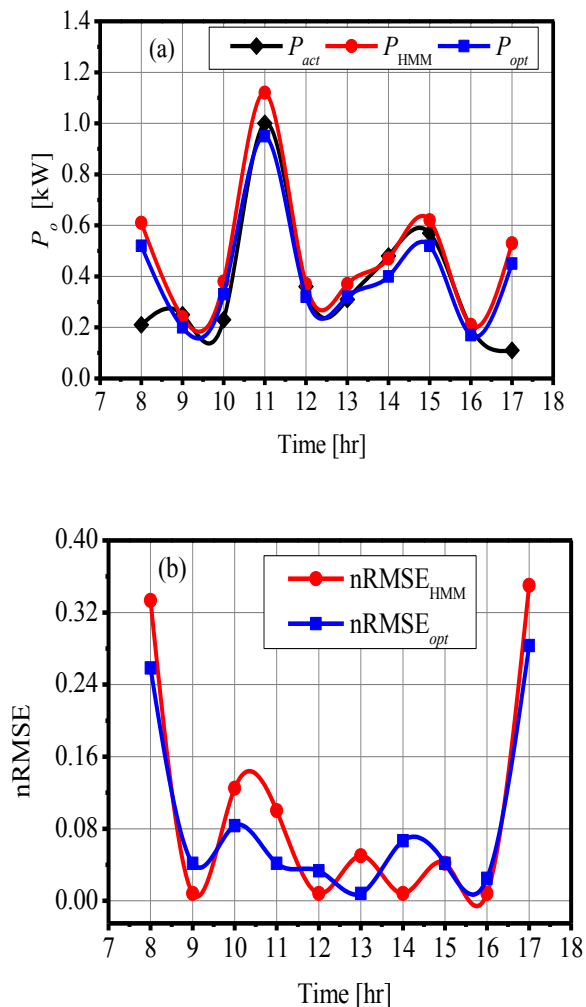 (a)
P_act P_HMM P_opt
1.4
1.2
1.0
0.8
0.6
0.4
0.2
0.0
P_o [kW]
7 8 9 10 11 12 13 14 15 16 17 18
Time [hr]
(b)
nRMSE_HMM
nRMSE_opt
0.40
0.32
0.24
0.16
0.08
0.00
nRMSE
7 8 9 10 11 12 13 14 15 16 17 18
Time [hr]